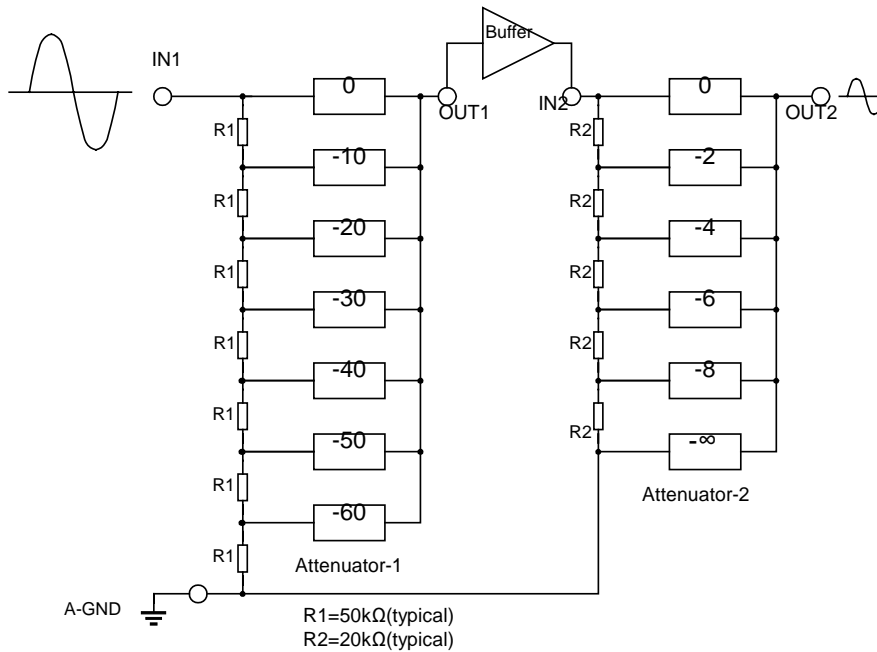 Buffer
IN1
0
OUT1
IN2
0
OUT2
R1
-10
R2
-2
R1
-20
R2
-4
R1
-30
R2
-6
R1
-40
R2
-8
R1
-50
R2
-∞
R1
-60
Attenuator-2
R1
Attenuator-1
A-GND
R1=50kΩ(typical)
R2=20kΩ(typical)